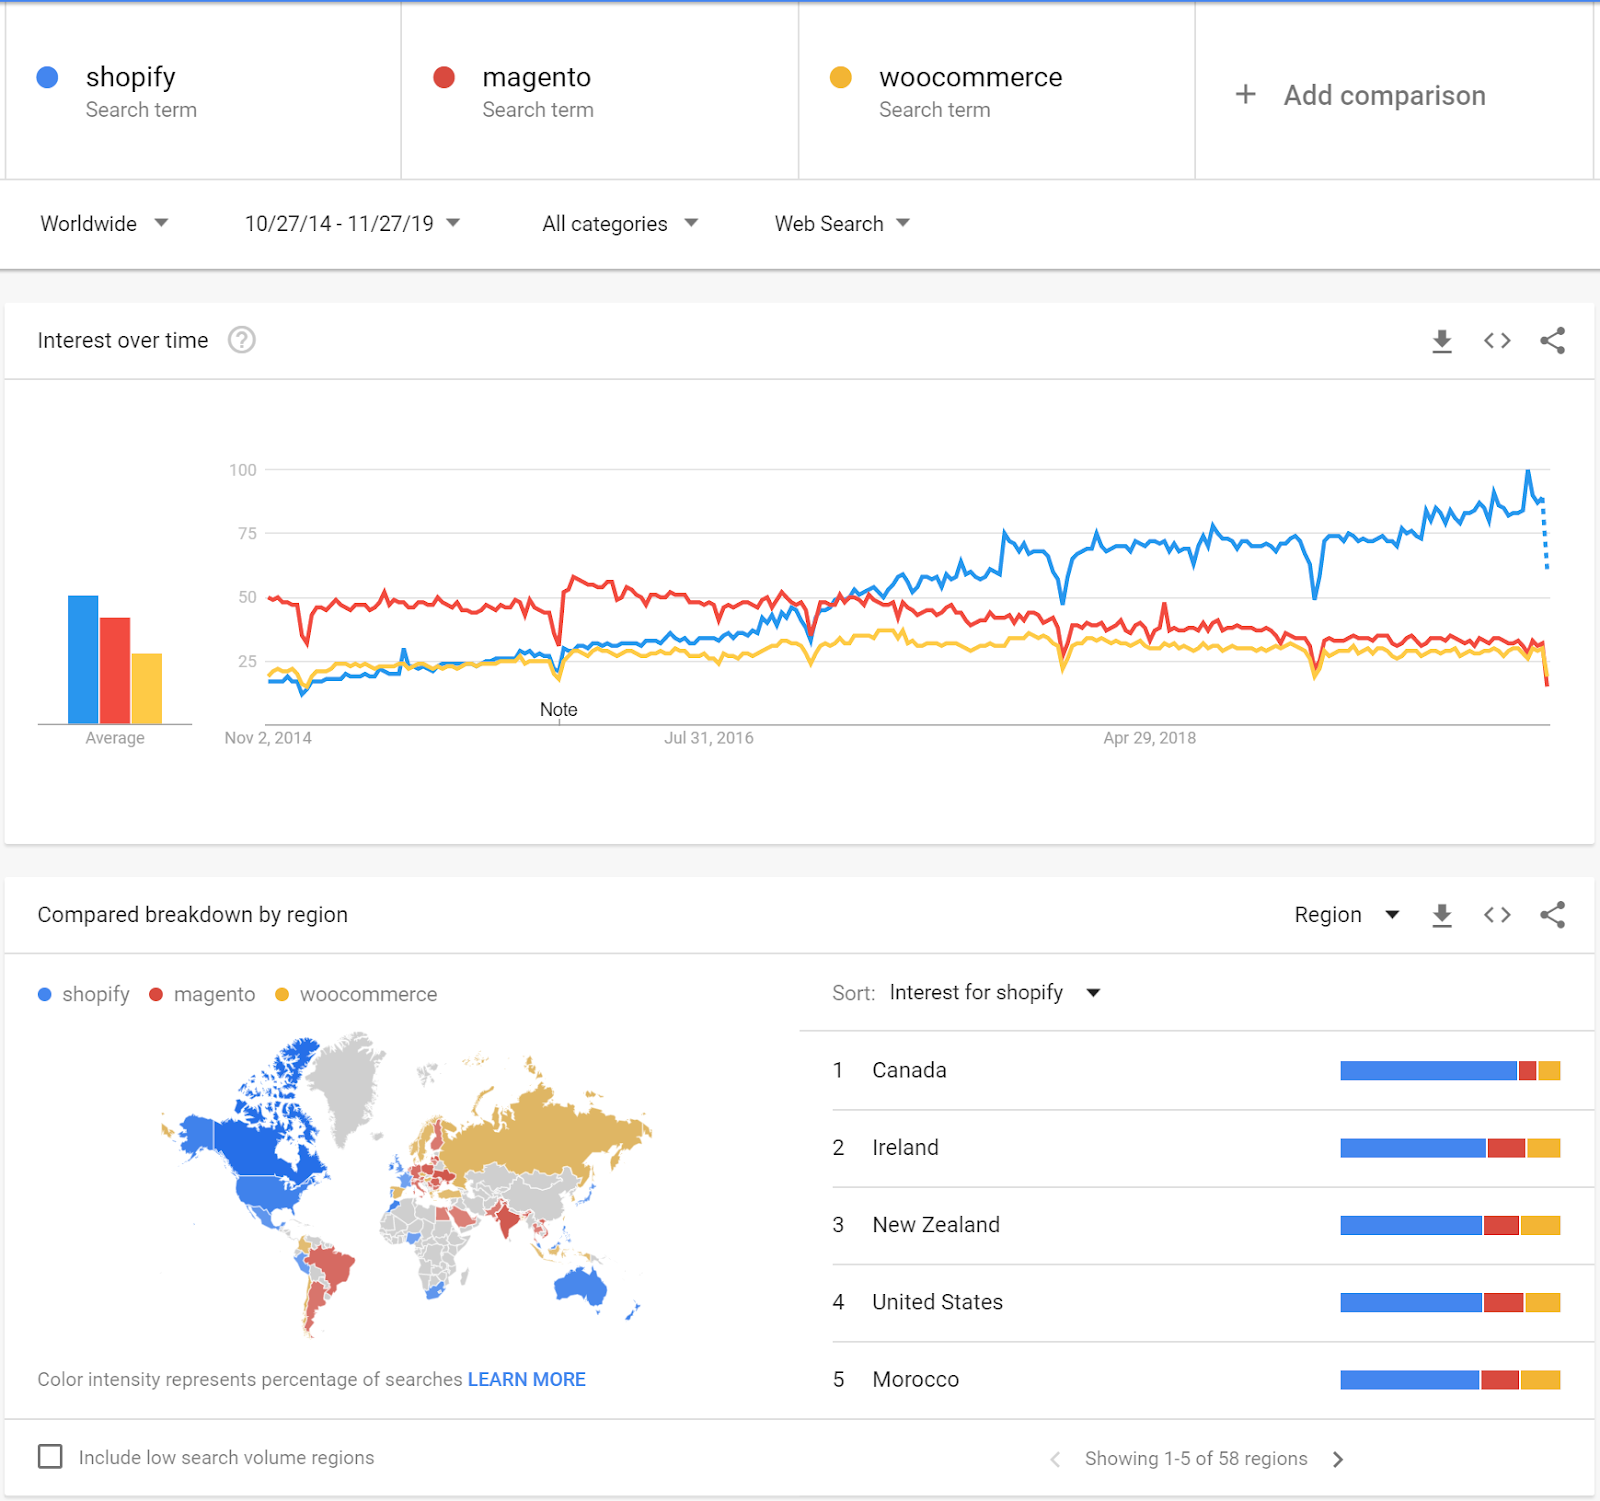 shopify
Search term
magento
Search term
woocommerce
Search term
+ Add comparison
Worldwide
10/27/14 - 11/27/19
All categories
Web Search
Interest over time
?
100
75
50
25
Average
Note
Nov 2, 2014
Jul 31, 2016
Apr 29, 2018
Compared breakdown by region
Region
shopify
magento
woocommerce
Sort: Interest for shopify
1 Canada
2 Ireland
3 New Zealand
4 United States
5 Morocco
Color intensity represents percentage of searches LEARN MORE
Include low search volume regions
Showing 1-5 of 58 regions